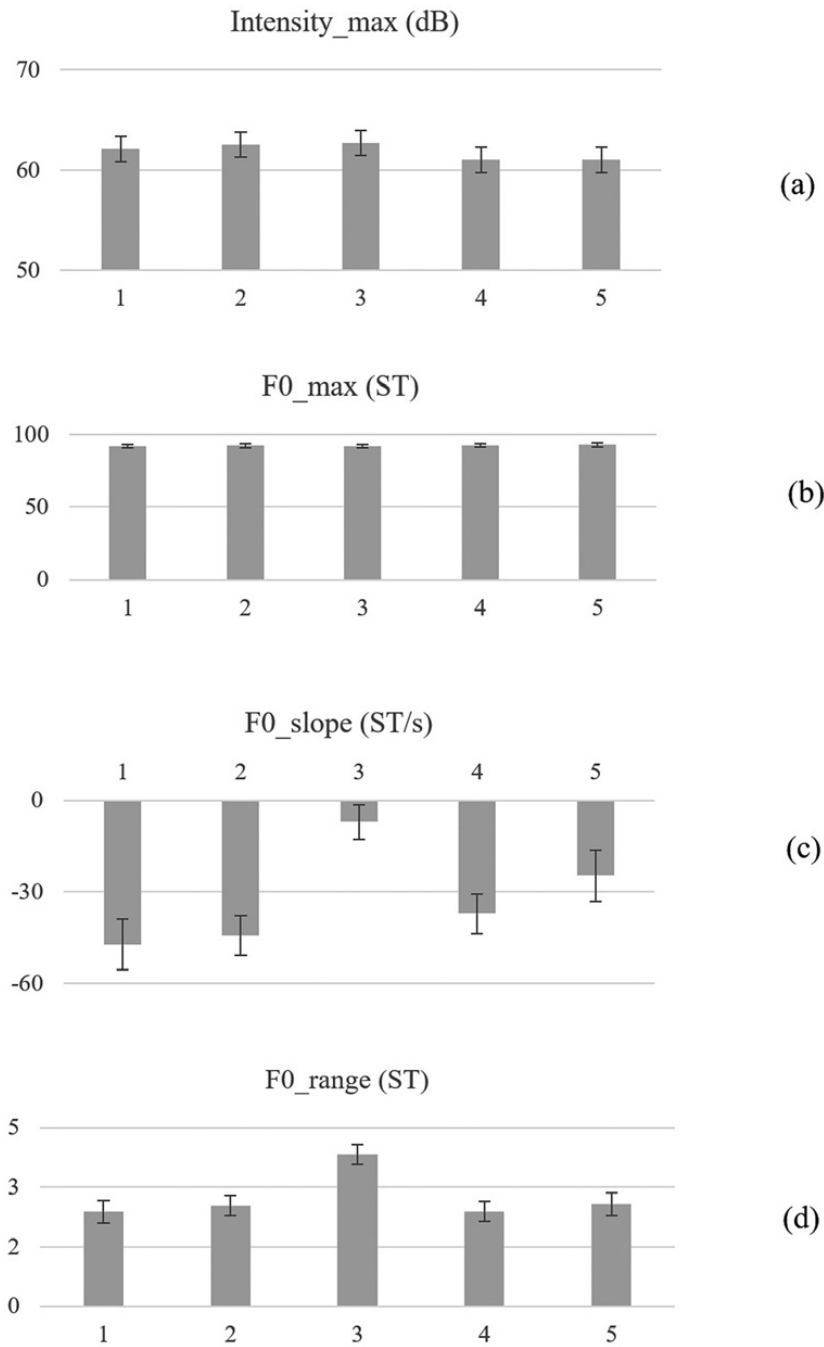 Intensity_max (dB)
70
60
50
1 2 3 4 5
(a)
F0_max (ST)
100
50
0
1 2 3 4 5
(b)
F0_slope (ST/s)
1 2 3 4 5
0
-30
-60
(c)
F0_range (ST)
5
3
2
0
1 2 3 4 5
(d)